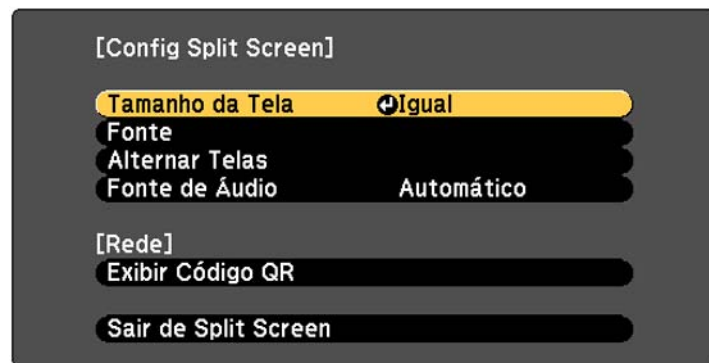 [Config Split Screen]
Tamanho da Tela Igual
Fonte
Alternar Telas
Fonte de Áudio Automático
[Rede]
Exibir Código QR
Sair de Split Screen